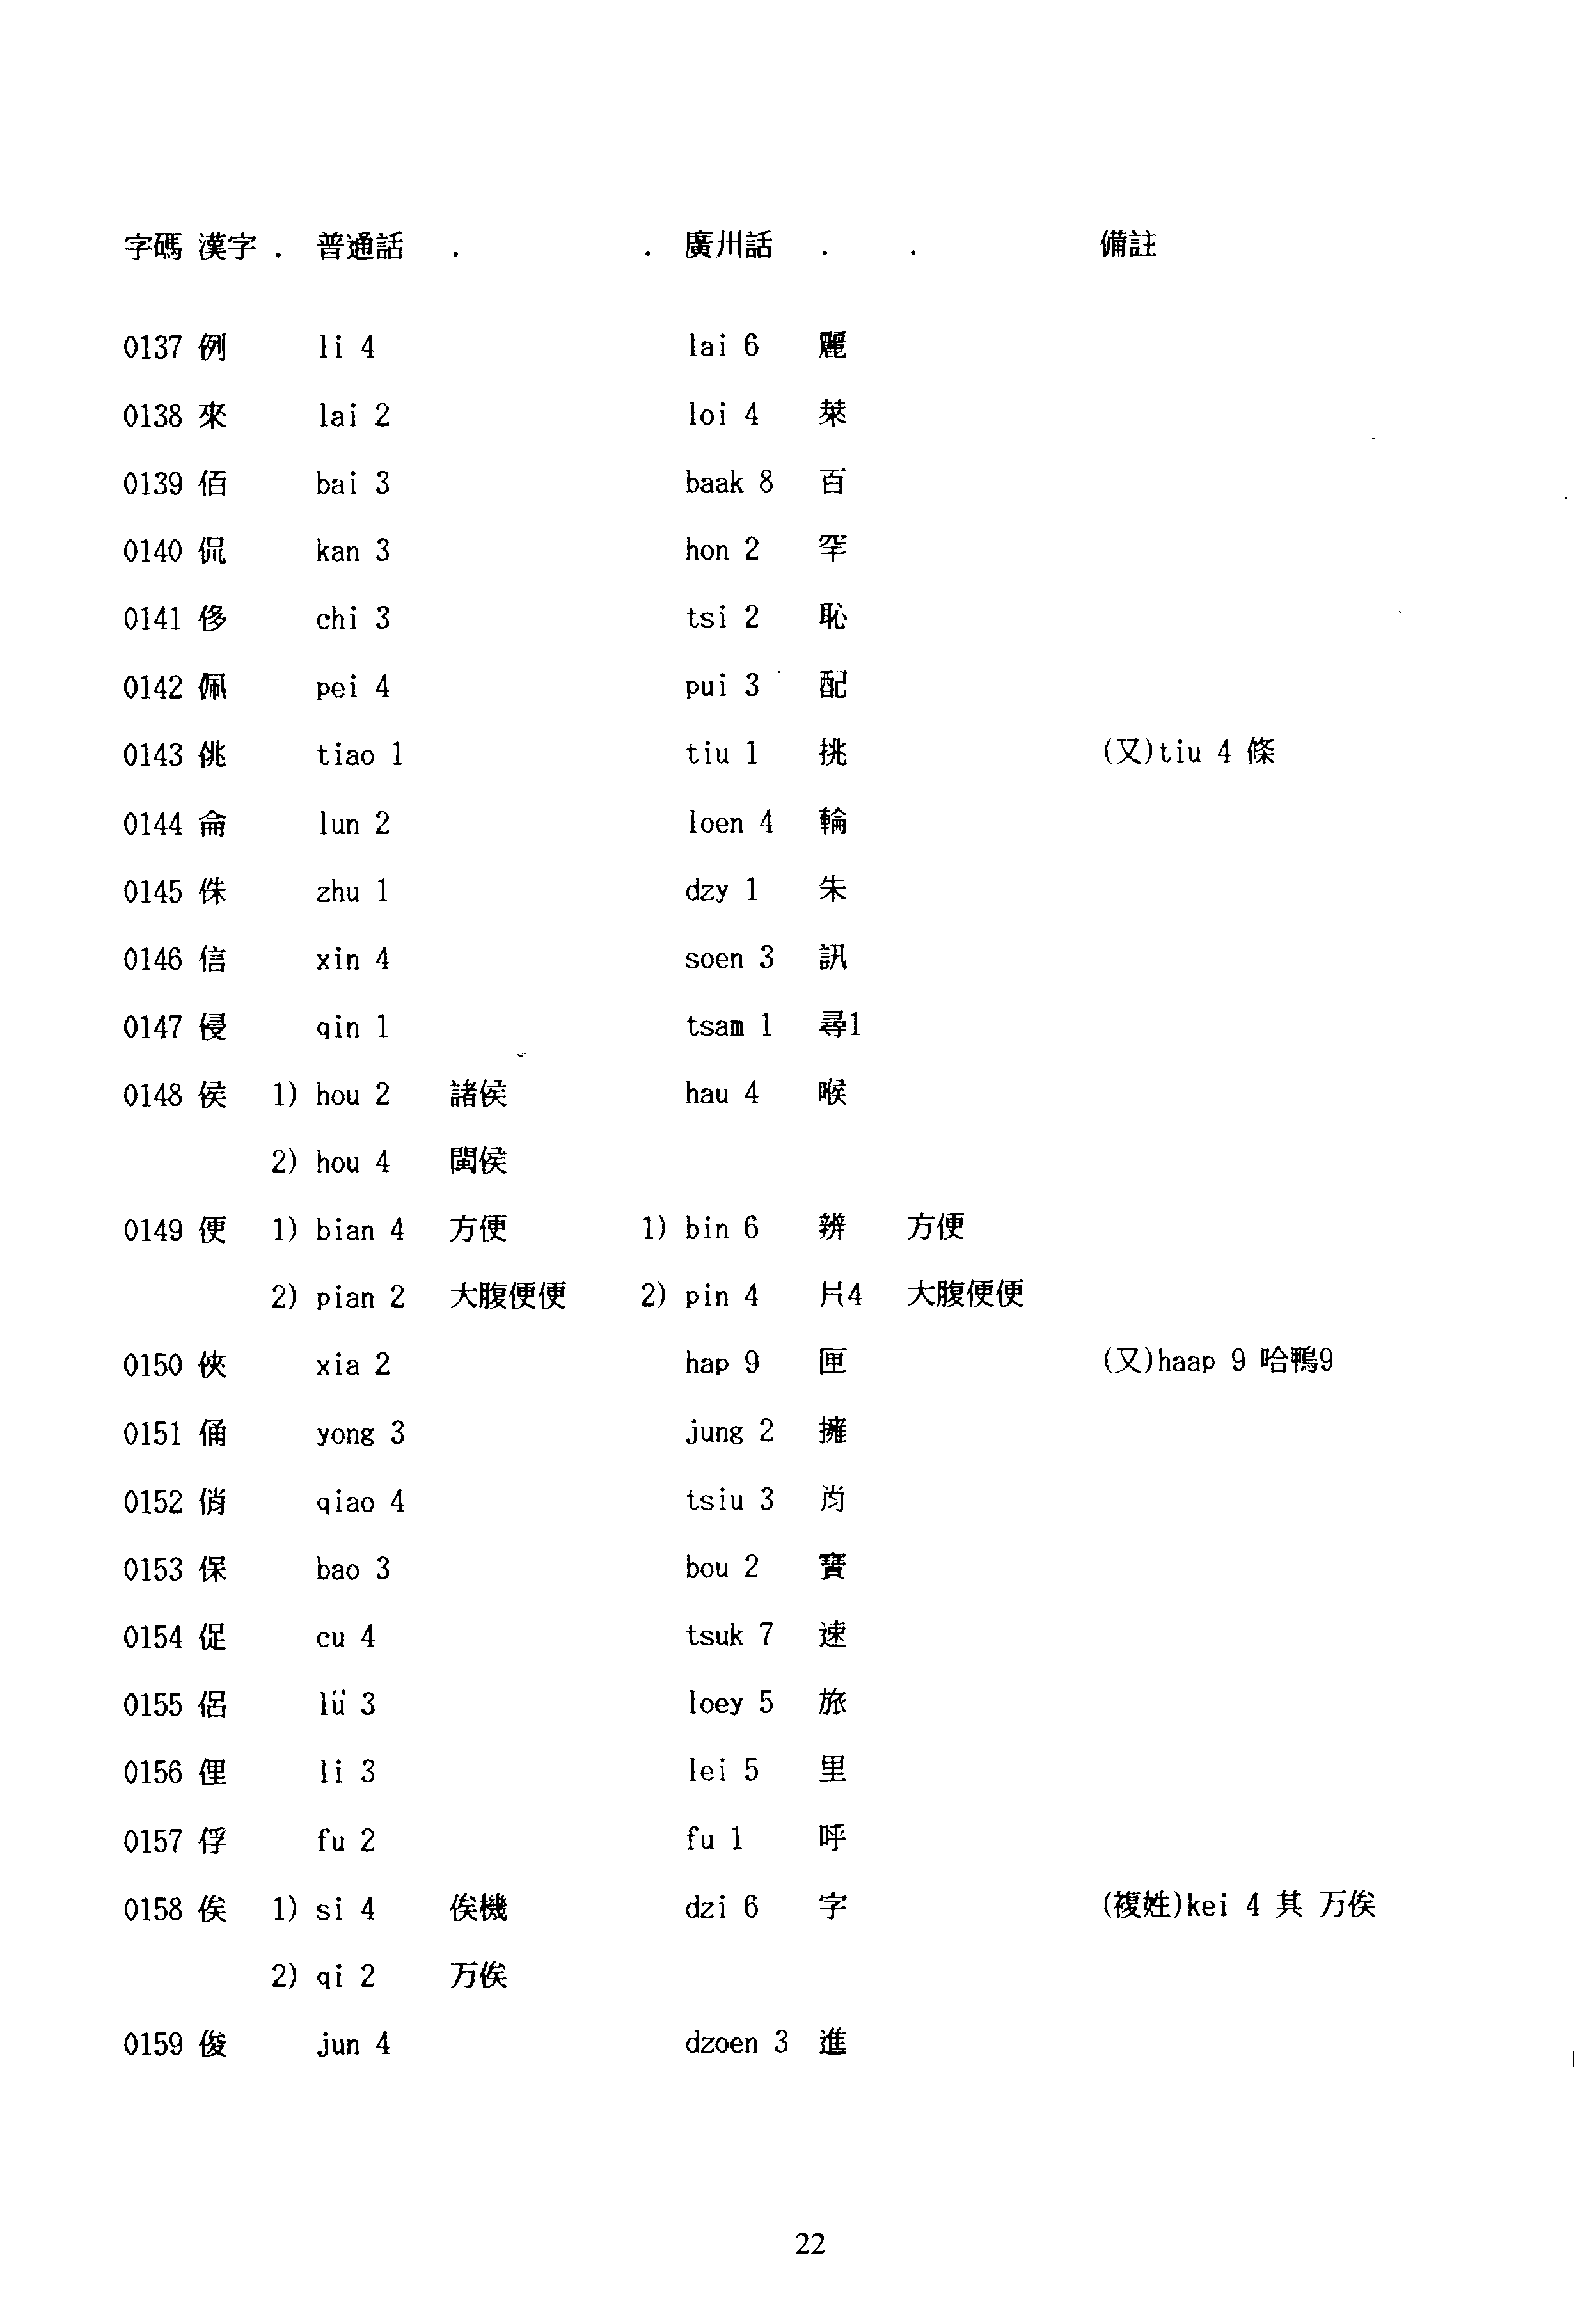 字碼 漢字 . 普通話 . . 廣州話 . . 備註
0137 例 li 4 lai 6 麗
0138 來 lai 2 loi 4 萊
0139 佰 bai 3 baak 8 百
0140 侃 kan 3 hon 2 罕
0141 侈 chi 3 tsi 2 恥
0142 佩 pei 4 pui 3 配
0143 佻 tiao 1 tiu 1 挑 (又)tiu 4 條
0144 侖 lun 2 loen 4 輪
0145 侏 zhu 1 dzy 1 朱
0146 信 xin 4 soen 3 訊
0147 侵 qin 1 tsam 1 尋1
0148 侯 1) hou 2 諸侯 hau 4 喉
2) hou 4 閩侯
0149 便 1) bian 4 方便 1) bin 6 辨 方便
2) pian 2 大腹便便 2) pin 4 片4 大腹便便
0150 俠 xia 2 hap 9 匣 (又)haap 9 哈鴨9
0151 俑 yong 3 jung 2 擁
0152 俏 qiao 4 tsiu 3 肖
0153 保 bao 3 bou 2 寶
0154 促 cu 4 tsuk 7 速
0155 侶 lü 3 loey 5 旅
0156 俚 li 3 lei 5 里
0157 俘 fu 2 fu 1 呼
0158 俟 1) si 4 俟機 dzi 6 字 (複姓)kei 4 其 万俟
2) qi 2 万俟
0159 俊 jun 4 dzoen 3 進
22